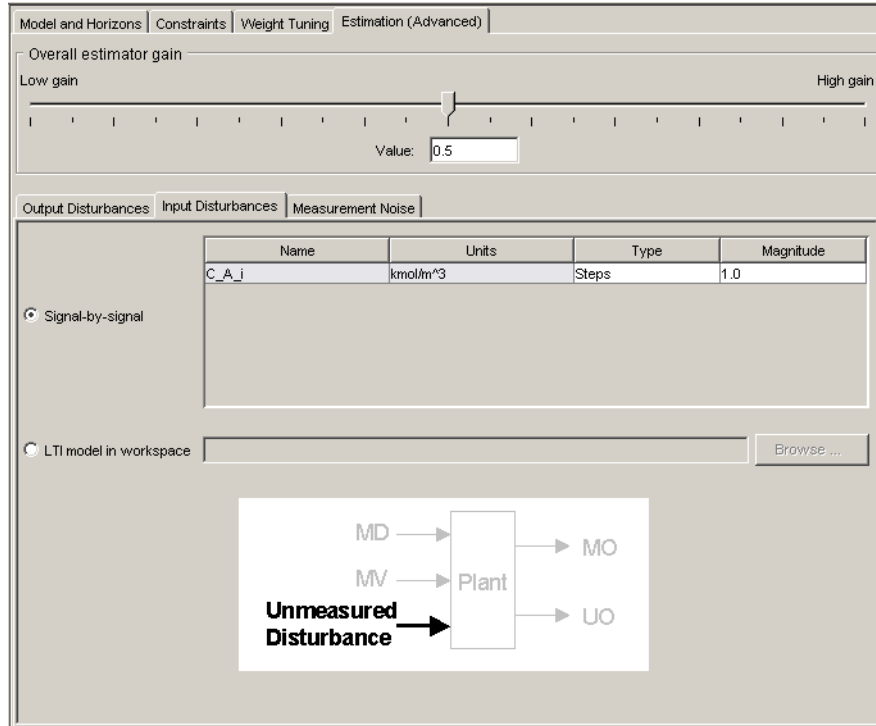 Model and Horizons Constraints Weight Tuning Estimation (Advanced)
Overall estimator gain
Low gain High gain
Value: 0.5
Output Disturbances Input Disturbances Measurement Noise
Name Units Type Magnitude
C_A_i kmol/m^3 Steps 1.0
Signal-by-signal
LTI model in workspace Browse ...
MD
MO
MV
Plant
Unmeasured
Disturbance
UO